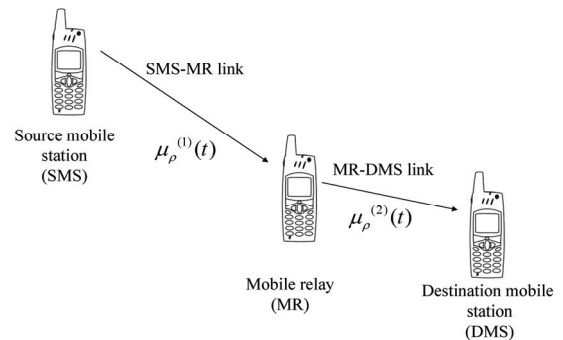 SMS-MR link
Source mobile
station
(SMS)
μρ(1)(t)
MR-DMS link
μρ(2)(t)
Mobile relay
(MR)
Destination mobile
station
(DMS)